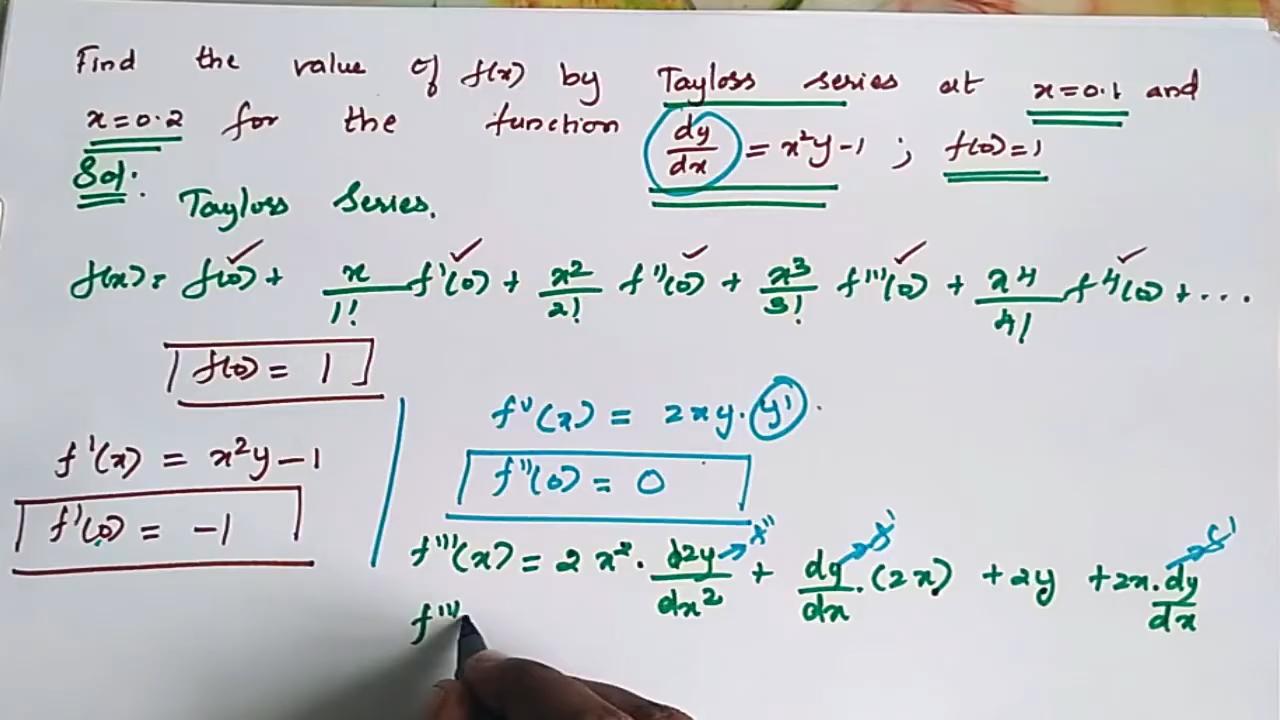 Find the value of f(x) by Tayloss series at x=0.1 and
x=0.2 for the function dy/dx = x²y-1 ; f(0)=1
Sol.
Tayloss Series.
f(x)= f(0)+ x/1! f'(0)+ x2/2! f''(0)+ x3/3! f'''(0)+ x4/4! f4(0)+...
f(0)= 1
f'(x)= x2y-1
f'(0)= -1
f''(x)= 2xy. y'
f''(0)= 0
f'''(x)= 2x2. d2y/dx2 + dy/dx.(2x) +2y +2x.dy/dx
f'''